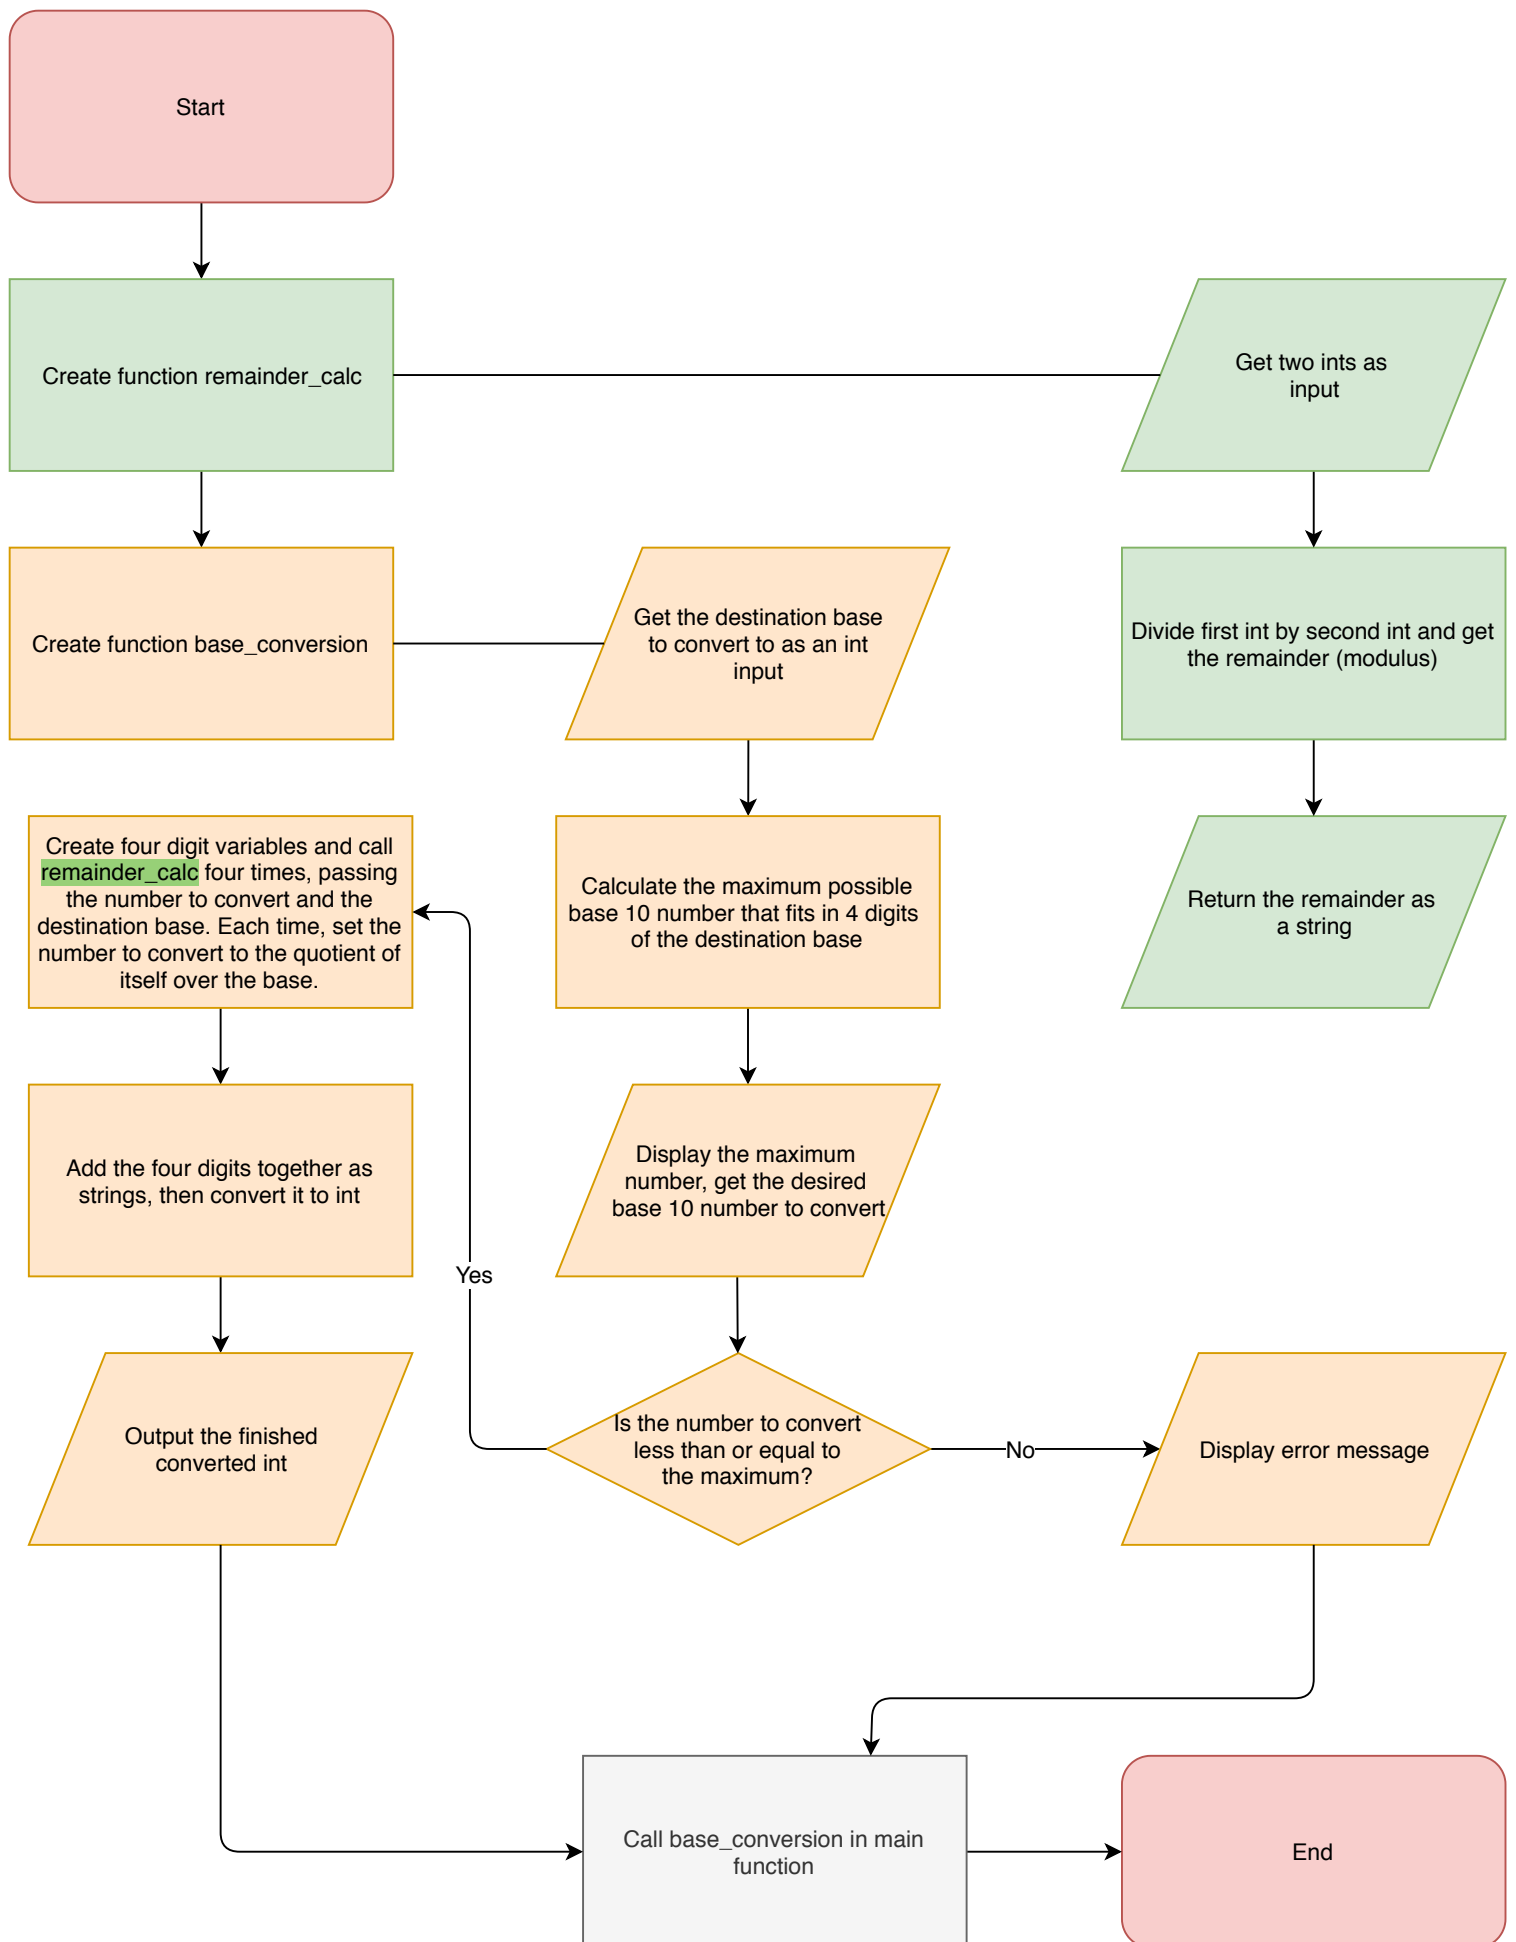 Start
Create function remainder_calc
Get two ints as
input
Create function base_conversion
Get the destination base
to convert to as an int
input
Divide first int by second int and get
the remainder (modulus)
Create four digit variables and call
remainder_calc four times, passing
the number to convert and the
destination base. Each time, set the
number to convert to the quotient of
itself over the base.
Calculate the maximum possible
base 10 number that fits in 4 digits
of the destination base
Return the remainder as
a string
Add the four digits together as
strings, then convert it to int
Display the maximum
number, get the desired
base 10 number to convert
Yes
Output the finished
converted int
Is the number to convert
less than or equal to
the maximum?
No
Display error message
Call base_conversion in main
function
End